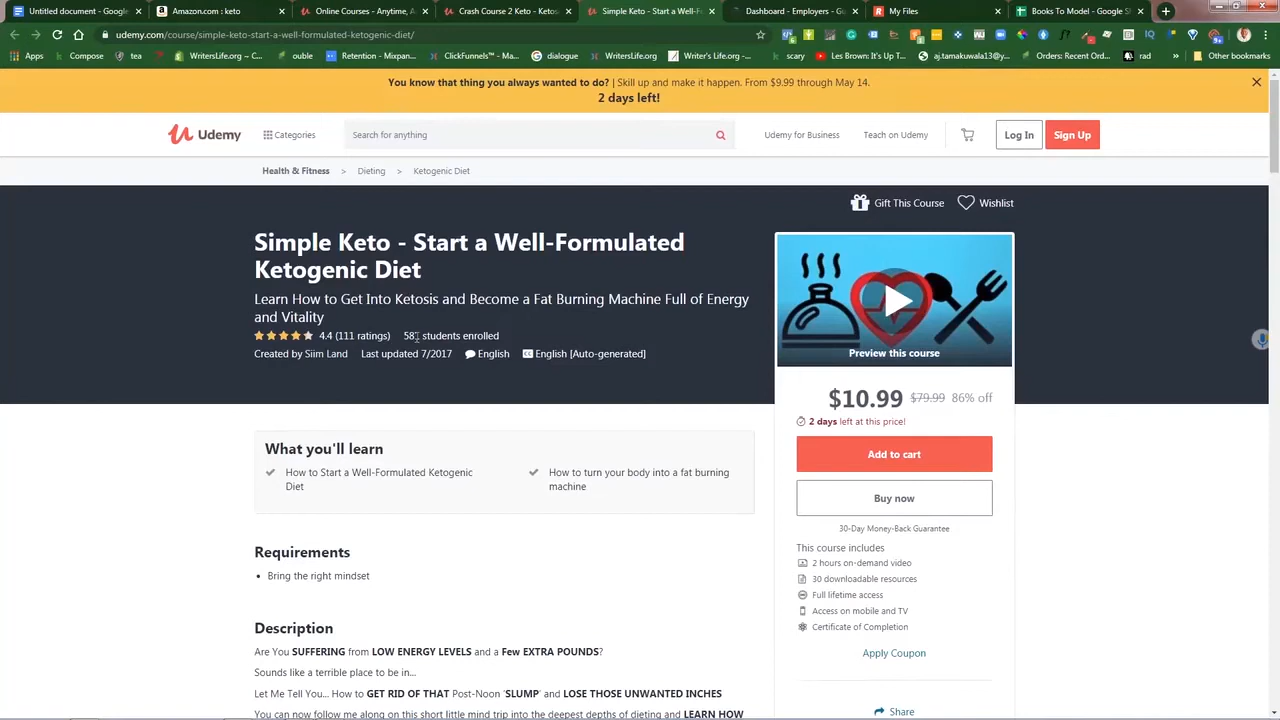 Untitled document - Google
Amazon.com : keto
Online Courses - Anytime, A
Crash Course 2 Keto - Keto
Simple Keto - Start a Well-F
Dashboard - Employers - G
My Files
Books To Model - Google S
udemy.com/course/simple-keto-start-a-well-formulated-ketogenic-diet/
Apps
Compose
tea
WritersLife.org ~ C...
ouble
Retention - Mixpan...
ClickFunnels™ - Ma...
dialogue
WritersLife.org
Writer's Life.org -...
scary
Les Brown: It's Up T...
aj.tamakuwala13@y...
Orders: Recent Ord...
rad
»
Other bookmarks
You know that thing you always wanted to do? | Skill up and make it happen. From $9.99 through May 14.
2 days left!
Udemy
Categories
Search for anything
Udemy for Business
Teach on Udemy
Log In
Sign Up
Health & Fitness > Dieting > Ketogenic Diet
Gift This Course
Wishlist
Simple Keto - Start a Well-Formulated
Ketogenic Diet
Learn How to Get Into Ketosis and Become a Fat Burning Machine Full of Energy
and Vitality
4.4 (111 ratings) students enrolled
Created by Siim Land Last updated 7/2017 English English [Auto-generated]
Preview this course
$10.99 $79.99 86% off
2 days left at this price!
Add to cart
Buy now
30-Day Money-Back Guarantee
This course includes
2 hours on-demand video
30 downloadable resources
Full lifetime access
Access on mobile and TV
Certificate of Completion
Apply Coupon
Share
What you'll learn
How to Start a Well-Formulated Ketogenic
Diet
How to turn your body into a fat burning
machine
Requirements
Bring the right mindset
Description
Are You SUFFERING from LOW ENERGY LEVELS and a Few EXTRA POUNDS?
Sounds like a terrible place to be in...
Let Me Tell You... How to GET RID OF THAT Post-Noon 'SLUMP' and LOSE THOSE UNWANTED INCHES
You can now follow me along on this short little mind trip into the deepest depths of dieting and LEARN HOW